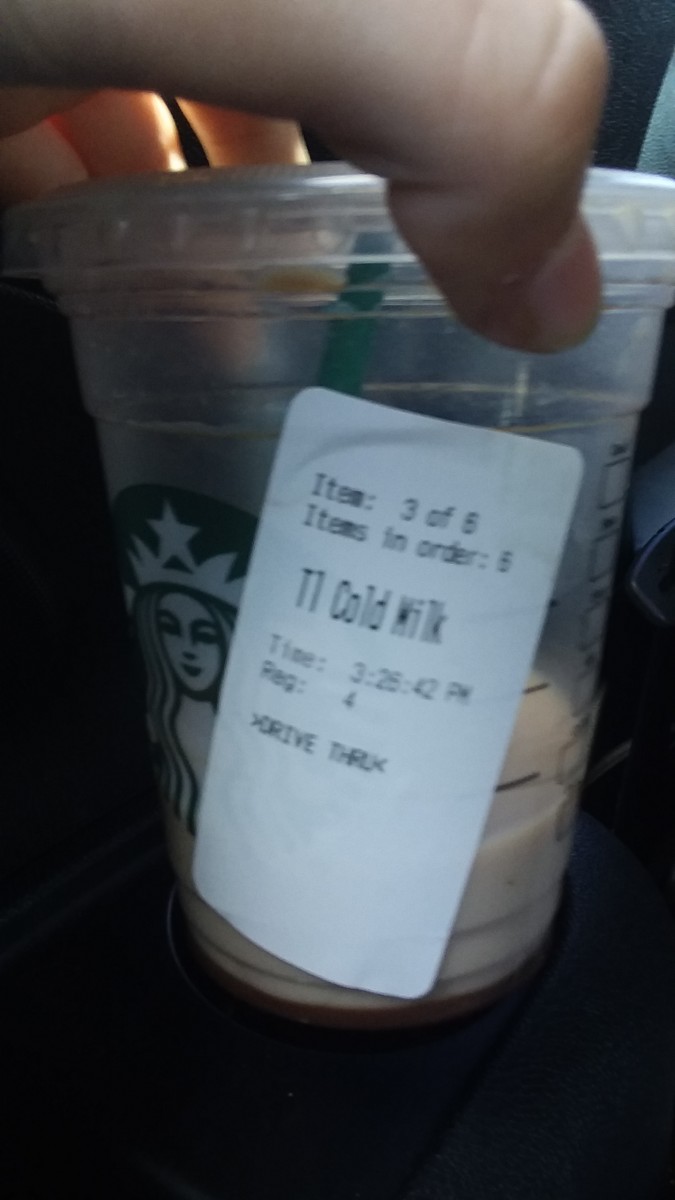 Item: 3 of 6
Items in order: 6
Tl Cold Milk
Time: 3:26:42 PM
Reg: 4
>DRIVE THRU<